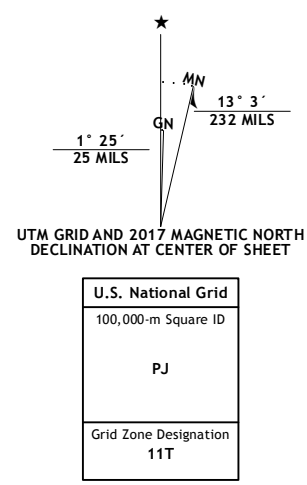 ★
MN
GN
13° 3´
232 MILS
1° 25´
25 MILS
UTM GRID AND 2017 MAGNETIC NORTH
DECLINATION AT CENTER OF SHEET
U.S. National Grid
100,000-m Square ID
PJ
Grid Zone Designation
11T